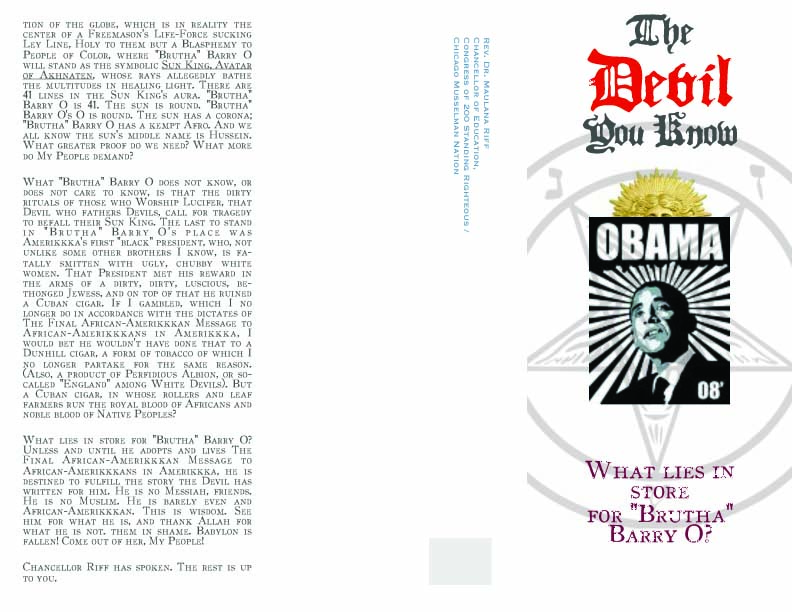 TION OF THE GLOBE, WHICH IS IN REALITY THE
CENTER OF A FREEMASON'S LIFE-FORCE SUCKING
LEY LINE, HOLY TO THEM BUT A BLASPHEMY TO
PEOPLE OF COLOR, WHERE "BRUTHA" BARRY O
WILL STAND AS THE SYMBOLIC SUN KING, AVATAR
OF AKHNATEN, WHOSE RAYS ALLEGEDLY BATHE
THE MULTITUDES IN HEALING LIGHT. THERE ARE
41 LINES IN THE SUN KING'S AURA. "BRUTHA"
BARRY O IS 41. THE SUN IS ROUND. "BRUTHA"
BARRY O'S O IS ROUND. THE SUN HAS A CORONA;
"BRUTHA" BARRY O HAS A KEMPT AFRO. AND WE
ALL KNOW THE SUN'S MIDDLE NAME IS HUSSEIN.
WHAT GREATER PROOF DO WE NEED? WHAT MORE
DO MY PEOPLE DEMAND?
WHAT "BRUTHA" BARRY O DOES NOT KNOW, OR
DOES NOT CARE TO KNOW, IS THAT THE DIRTY
RITUALS OF THOSE WHO WORSHIP LUCIFER, THAT
DEVIL WHO FATHERS DEVILS, CALL FOR TRAGEDY
TO BEFALL THEIR SUN KING. THE LAST TO STAND
IN "BRUTHA" BARRY O'S PLACE WAS
AMERIKKKA'S FIRST "BLACK" PRESIDENT, WHO, NOT
UNLIKE SOME OTHER BROTHERS I KNOW, IS FA-
TALLY SMITTEN WITH UGLY, CHUBBY WHITE
WOMEN. THAT PRESIDENT MET HIS REWARD IN
THE ARMS OF A DIRTY, DIRTY, LUSCIOUS, BE-
THONGED JEWESS, AND ON TOP OF THAT HE RUINED
A CUBAN CIGAR. IF I GAMBLED, WHICH I NO
LONGER DO IN ACCORDANCE WITH THE DICTATES OF
THE FINAL AFRICAN-AMERIKKKAN MESSAGE TO
AFRICAN-AMERIKKKANS IN AMERIKKKA, I
WOULD BET HE WOULDN'T HAVE DONE THAT TO A
DUNHILL CIGAR, A FORM OF TOBACCO OF WHICH I
NO LONGER PARTAKE FOR THE SAME REASON.
(ALSO, A PRODUCT OF PERFIDIOUS ALBION, OR SO-
CALLED "ENGLAND" AMONG WHITE DEVILS). BUT
A CUBAN CIGAR, IN WHOSE ROLLERS AND LEAF
FARMERS RUN THE ROYAL BLOOD OF AFRICANS AND
NOBLE BLOOD OF NATIVE PEOPLES?
WHAT LIES IN STORE FOR "BRUTHA" BARRY O?
UNLESS AND UNTIL HE ADOPTS AND LIVES THE
FINAL AFRICAN-AMERIKKKAN MESSAGE TO
AFRICAN-AMERIKKKANS IN AMERIKKKA, HE IS
DESTINED TO FULFILL THE STORY THE DEVIL HAS
WRITTEN FOR HIM. HE IS NO MESSIAH, FRIENDS.
HE IS NO MUSLIM. HE IS BARELY EVEN AND
AFRICAN-AMERIKKKAN. THIS IS WISDOM. SEE
HIM FOR WHAT HE IS, AND THANK ALLAH FOR
WHAT HE IS NOT. THEM IN SHAME. BABYLON IS
FALLEN! COME OUT OF HER, MY PEOPLE!
CHANCELLOR RIFF HAS SPOKEN. THE REST IS UP
TO YOU.
REV. DR. MAULANA RIFF
CHANCELLOR OF EDUCATION,
CONGRESS OF 200 STANDING RIGHTEOUS /
CHICAGO MUSSELMAN NATION
The
Devil
You Know
OBAMA
08'
WHAT LIES IN
STORE
FOR "BRUTHA"
BARRY O?